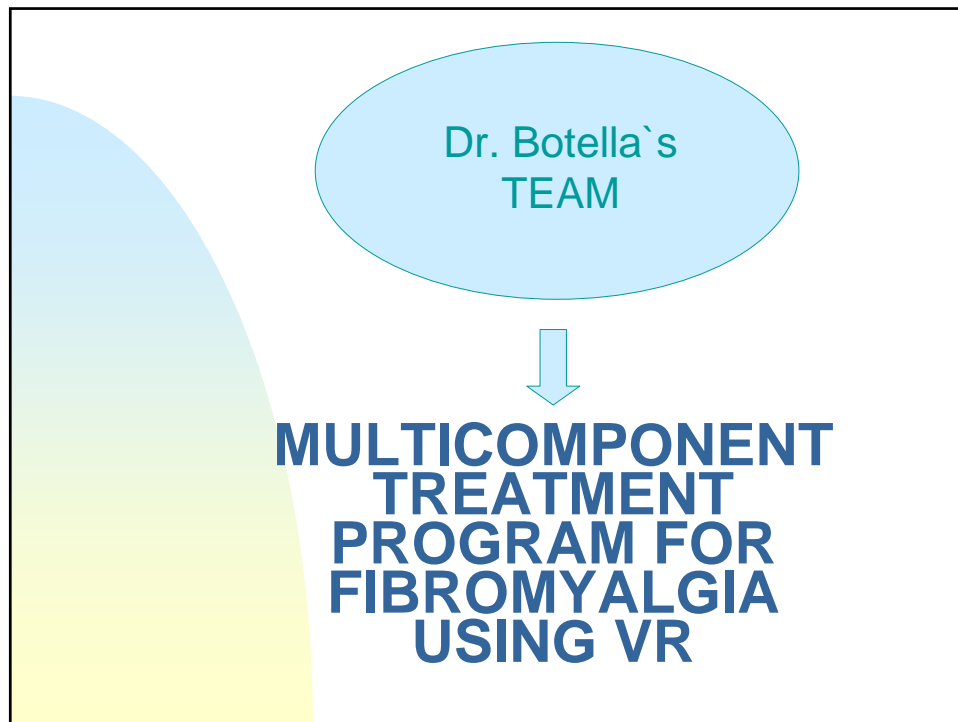 Dr. Botella`s
TEAM
MULTICOMPONENT
TREATMENT
PROGRAM FOR
FIBROMYALGIA
USING VR